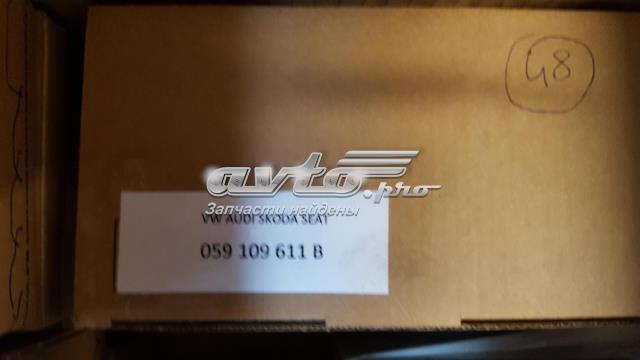 48
avto.pro
Запчасти найдены
VW AUDI SKODA SEAT
059 109 611 B